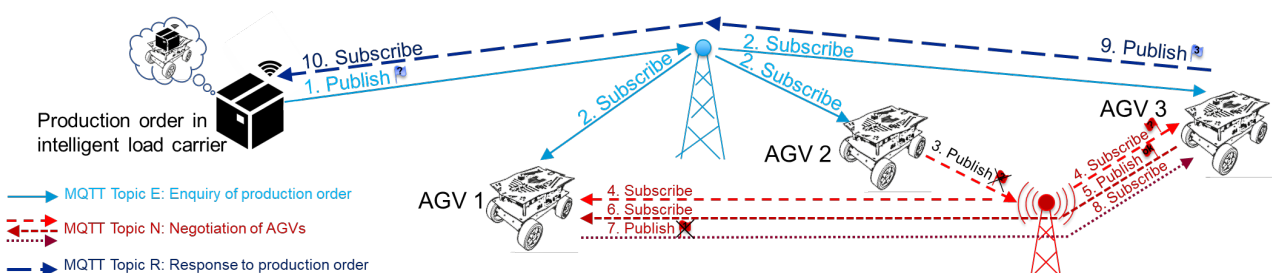 10. Subscribe
1. Publish ?
2. Subscribe
2. Subscribe
2. Subscribe
9. Publish 3
Production order in
intelligent load carrier
AGV 1
AGV 2
AGV 3
3. Publish
4. Subscribe
5. Publish
8. Subscribe
4. Subscribe
6. Subscribe
7. Publish
MQTT Topic E: Enquiry of production order
MQTT Topic N: Negotiation of AGVs
MQTT Topic R: Response to production order